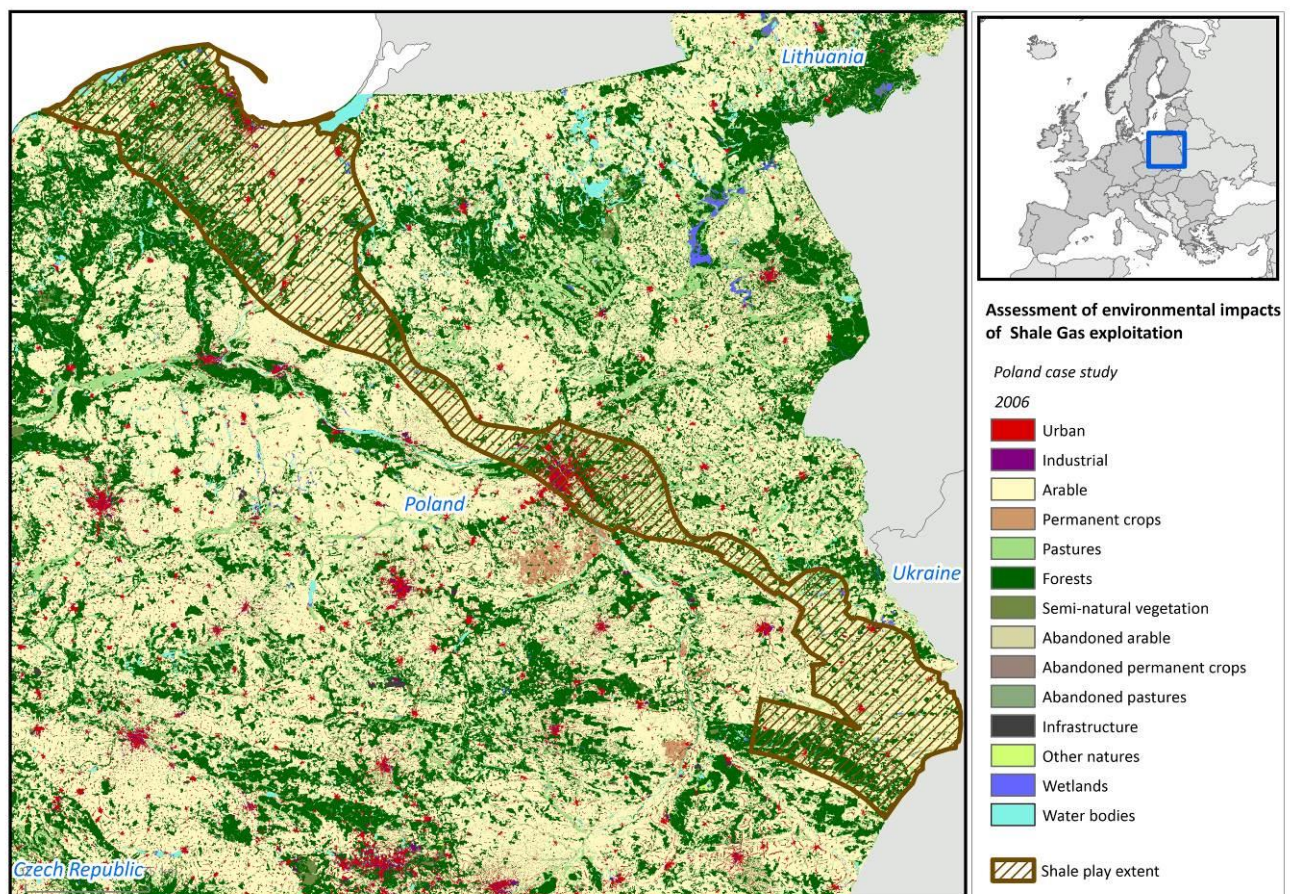 Lithuania
Poland
Ukraine
Czech Republic
Assessment of environmental impacts
of Shale Gas exploitation
Poland case study
2006
Urban
Industrial
Arable
Permanent crops
Pastures
Forests
Semi-natural vegetation
Abandoned arable
Abandoned permanent crops
Abandoned pastures
Infrastructure
Other natures
Wetlands
Water bodies
Shale play extent